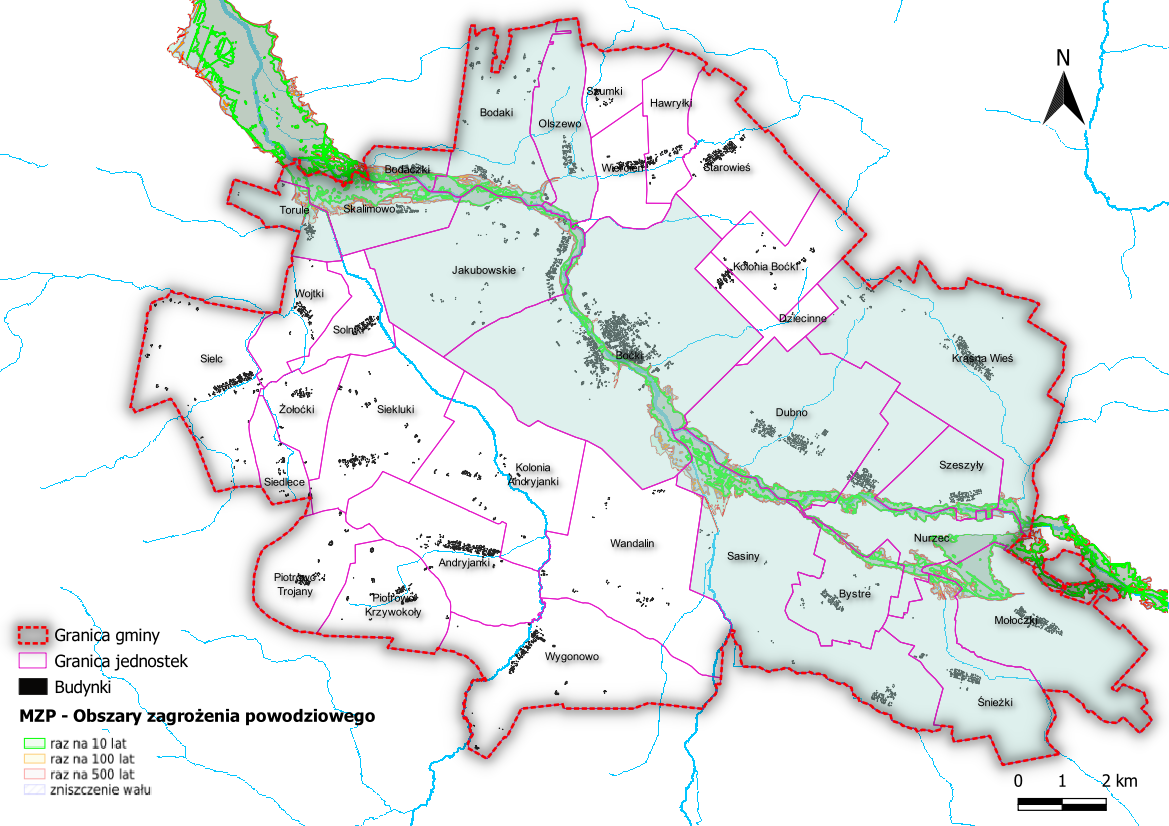 N
Szumki
Hawryłki
Bodaki
Olszewo
Wiercień
Starowieś
Bodaczki
Torule
Skalimowo
Jakubowskie
Kolonia Boćki
Wojtki
Solniki
Dziecinne
Sielc
Boćki
Krasna Wieś
Żołoćki
Siekluki
Dubno
Szeszyły
Kolonia
Andryjanki
Siedlece
Wandalin
Nurzec
Sasiny
Andryjanki
Piotrowo
Trojany
Piotrowo
Krzywokoły
Bystre
Mołoczki
Wygonowo
Śnieżki
Granica gminy
Granica jednostek
Budynki
MZP - Obszary zagrożenia powodziowego
raz na 10 lat
raz na 100 lat
raz na 500 lat
zniszczenie wału
0 1 2 km